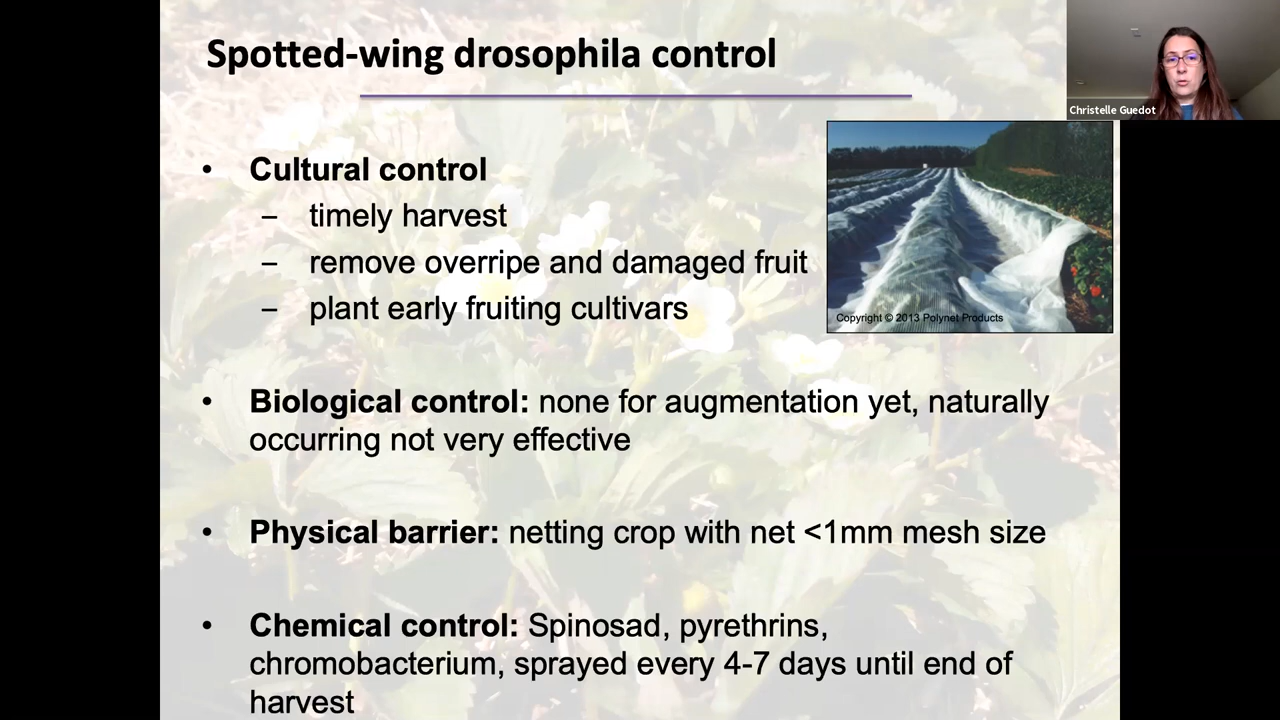 Spotted-wing drosophila control
Christelle Guedot
• Cultural control
– timely harvest
– remove overripe and damaged fruit
– plant early fruiting cultivars
Copyright © 2013 Polynet Products
• Biological control: none for augmentation yet, naturally
occurring not very effective
• Physical barrier: netting crop with net <1mm mesh size
• Chemical control: Spinosad, pyrethrins,
chromobacterium, sprayed every 4-7 days until end of
harvest